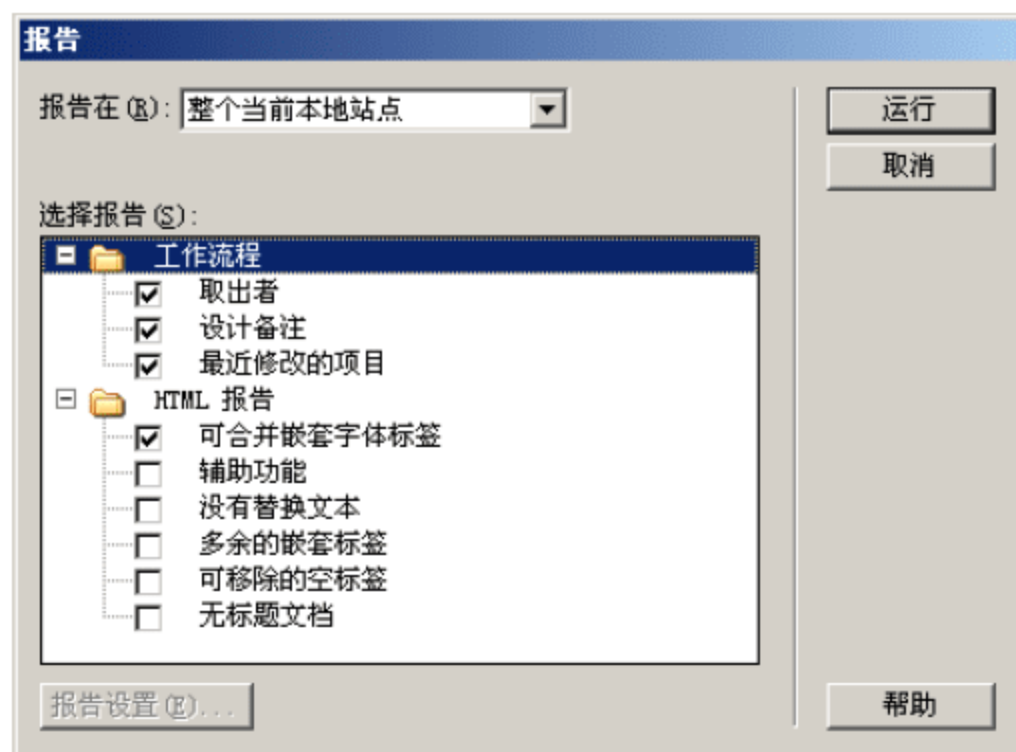 报告
报告在(R): 整个当前本地站点
运行
取消
选择报告(S):
工作流程
取出者
设计备注
最近修改的项目
HTML 报告
可合并嵌套字体标签
辅助功能
没有替换文本
多余的嵌套标签
可移除的空标签
无标题文档
报告设置(E)...
帮助